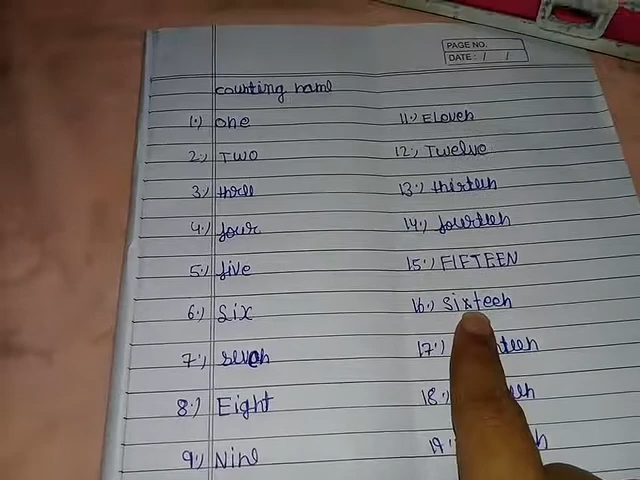 PAGE NO.
DATE: / /
counting name
1.) one
2.) Two
3.) three
4.) four
5.) five
6.) Six
7.) seven
8.) Eight
9.) Nine
11.) Eleven
12.) Twelve
13.) thirteen
14.) fourteen
15.) FIFTEEN
16.) Sixteen
17.)
18.)
19.)